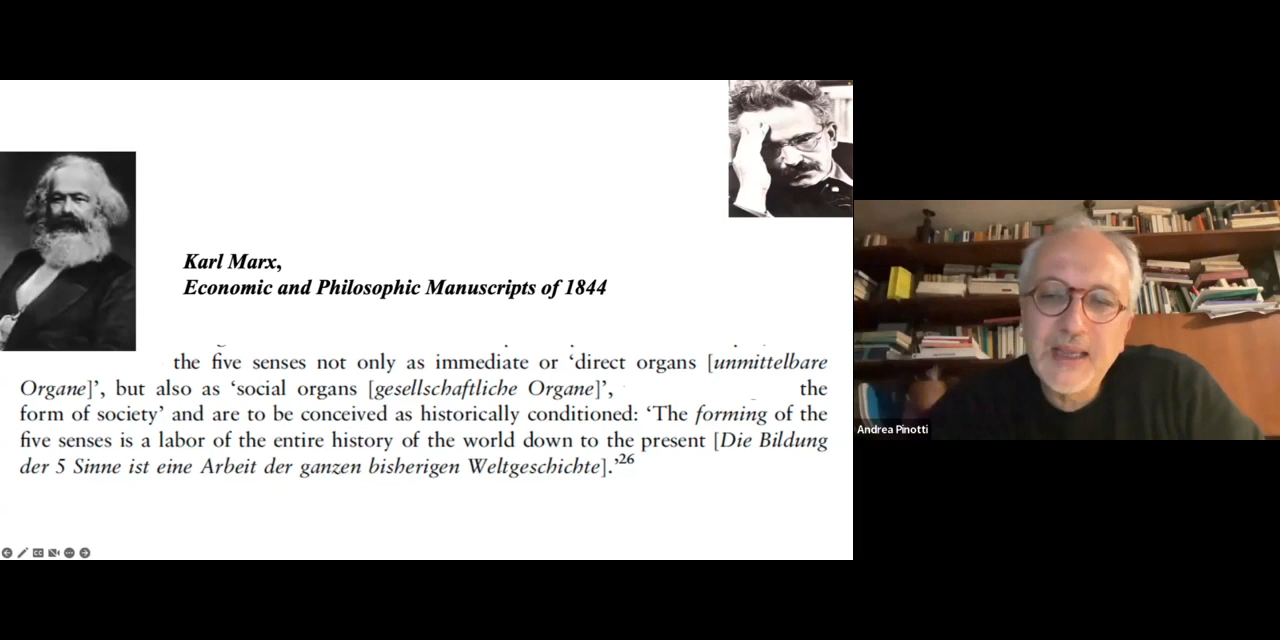 Karl Marx,
Economic and Philosophic Manuscripts of 1844
the five senses not only as immediate or ‘direct organs [unmittelbare
Organe]’, but also as ‘social organs [gesellschaftliche Organe]’, the
form of society’ and are to be conceived as historically conditioned: ‘The forming of the
five senses is a labor of the entire history of the world down to the present [Die Bildung
der 5 Sinne ist eine Arbeit der ganzen bisherigen Weltgeschichte].’26
Andrea Pinotti